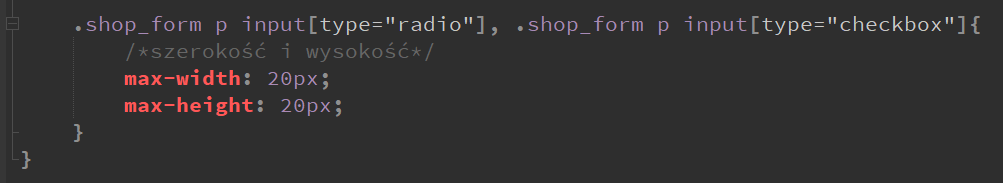 .shop_form p input[type="radio"], .shop_form p input[type="checkbox"]{
/*szerokość i wysokość*/
max-width: 20px;
max-height: 20px;
}
}